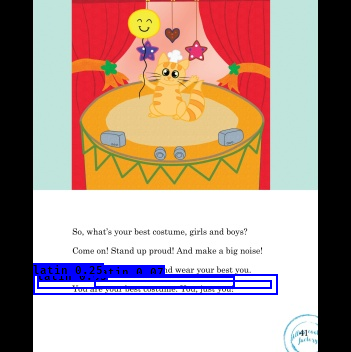 So, what's your best costume, girls and boys?
Come on! Stand up proud! And make a big noise!
nd wear your best you.
You are your best costume. You, just you.
41